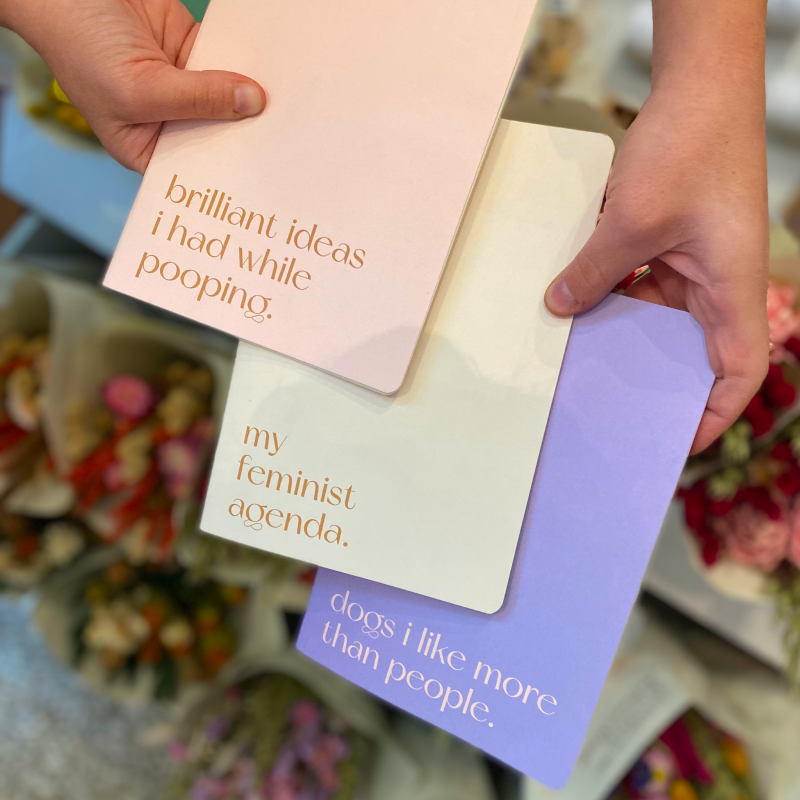 brilliant ideas
i had while
pooping.
my
feminist
agenda.
dogs i like more
than people.